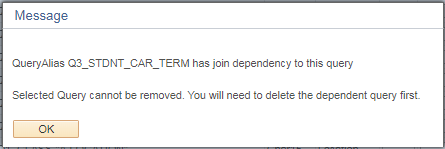 Message
QueryAlias Q3_STDNT_CAR_TERM has join dependency to this query
Selected Query cannot be removed. You will need to delete the dependent query first.
OK